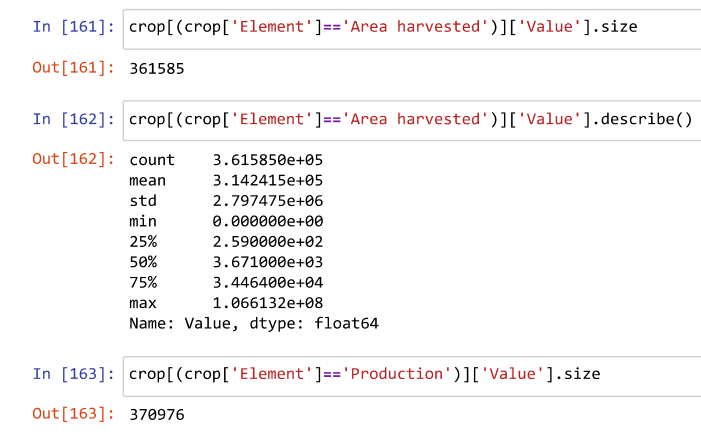 In [161]: crop[(crop['Element']=='Area harvested')]['Value'].size
Out[161]: 361585
In [162]: crop[(crop['Element']=='Area harvested')]['Value'].describe()
Out[162]: count    3.615850e+05
mean     3.142415e+05
std      2.797475e+06
min      0.000000e+00
25%      2.590000e+02
50%      3.671000e+03
75%      3.446400e+04
max      1.066132e+08
Name: Value, dtype: float64
In [163]: crop[(crop['Element']=='Production')]['Value'].size
Out[163]: 370976